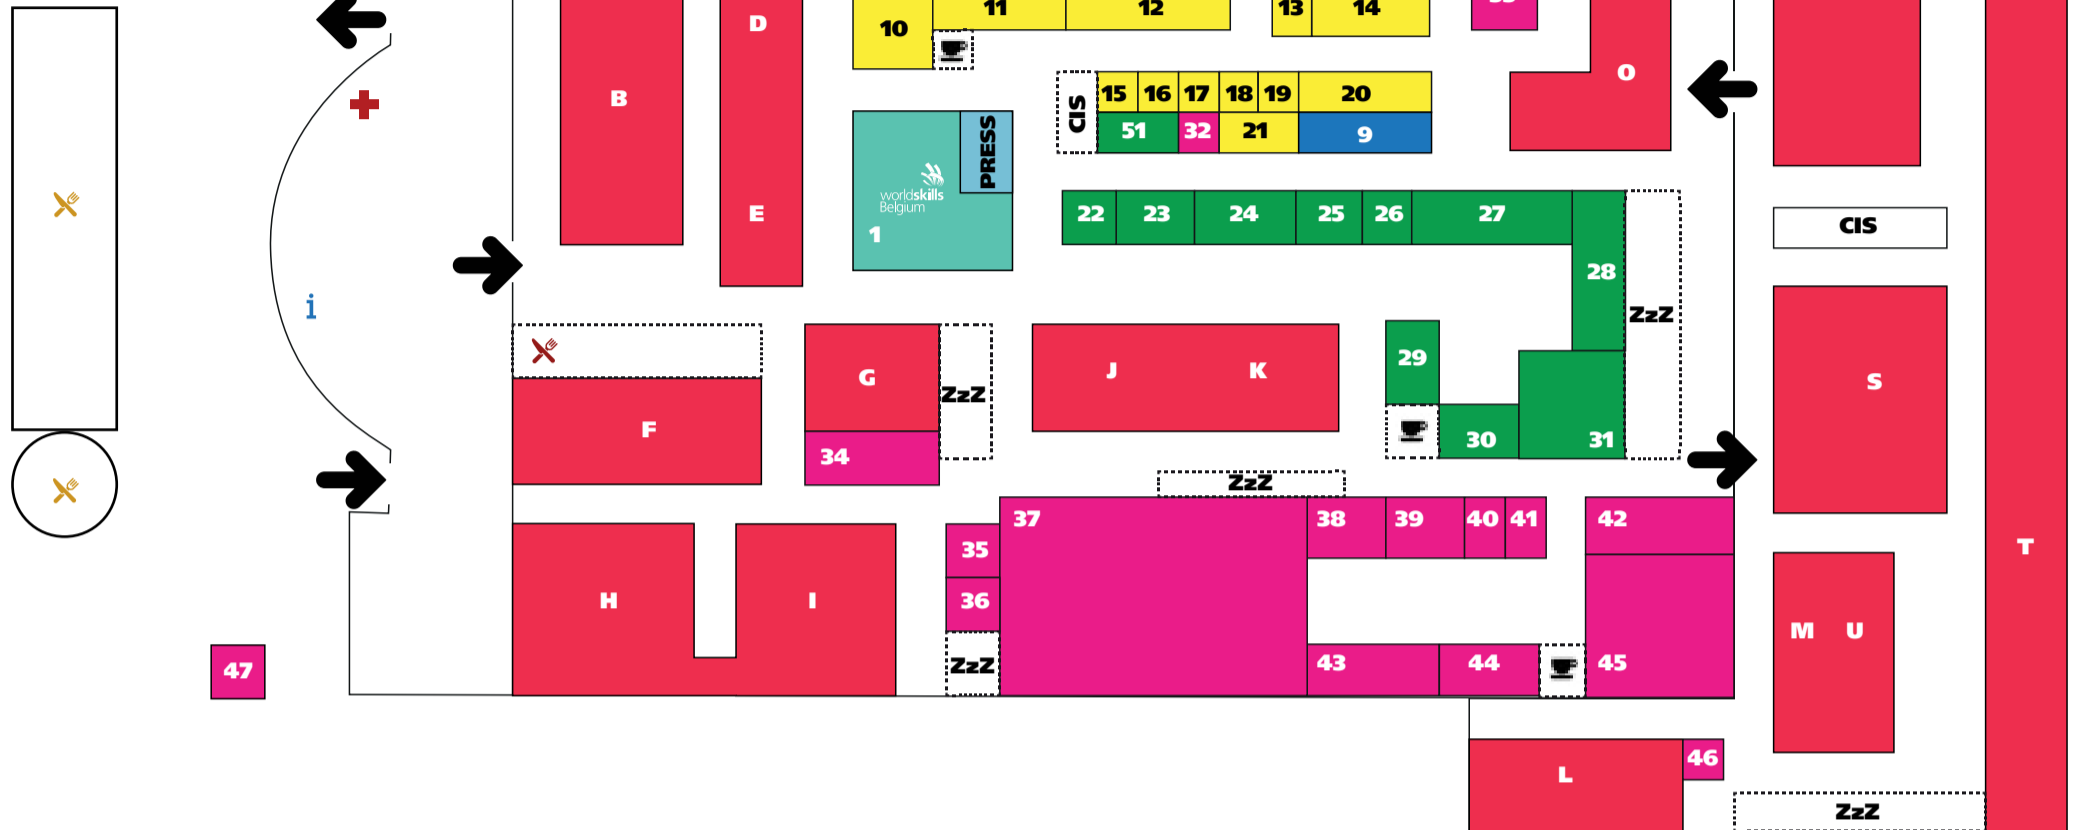 D
10
11
12
13
14
B
O
CIS
15
16
17
18
19
20
51
32
21
9
PRESS
worldskills
Belgium
1
E
22
23
24
25
26
27
CIS
28
ZzZ
i
29
G
ZzZ
J
K
S
F
34
30
31
ZzZ
37
38
39
40
41
42
35
36
H
I
T
M
U
ZzZ
43
44
45
47
46
L
ZzZ